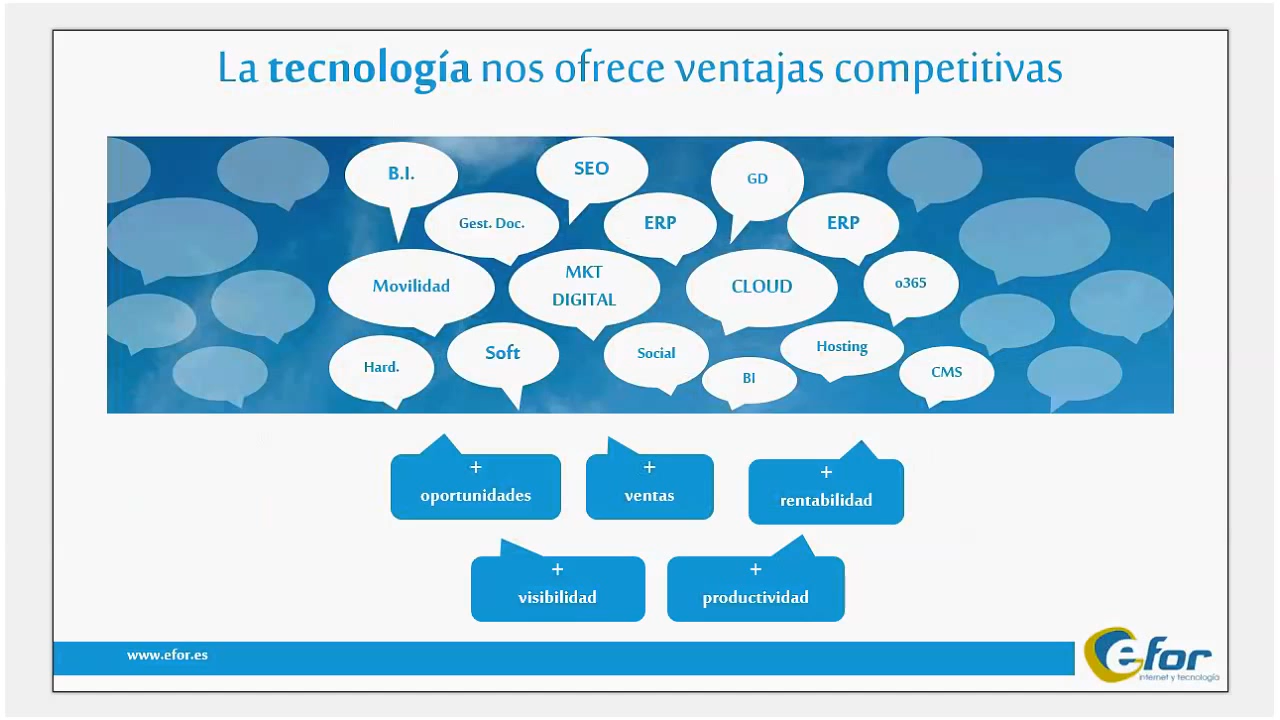 La tecnología nos ofrece ventajas competitivas
B.I.
SEO
GD
Gest. Doc.
ERP
ERP
Movilidad
MKT
DIGITAL
CLOUD
o365
Hard.
Soft
Social
BI
Hosting
CMS
+
oportunidades
+
ventas
+
rentabilidad
+
visibilidad
+
productividad
www.efor.es
efor
internet y tecnología